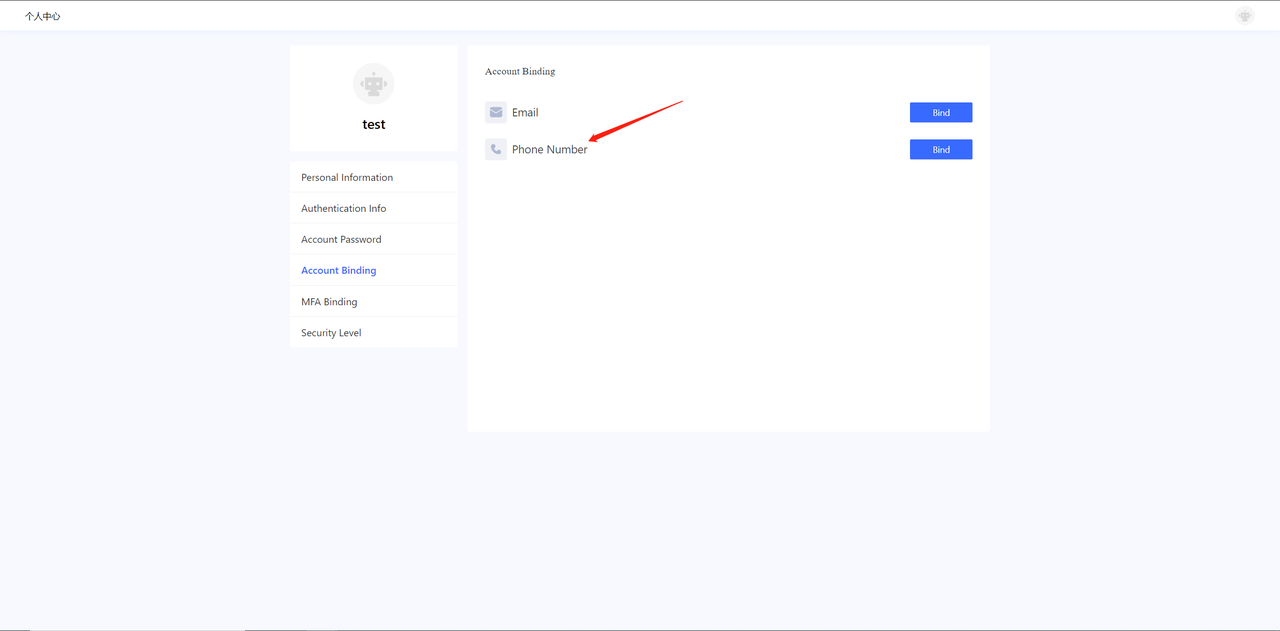 个人中心
test
Personal Information
Authentication Info
Account Password
Account Binding
MFA Binding
Security Level
Account Binding
Email
Bind
Phone Number
Bind